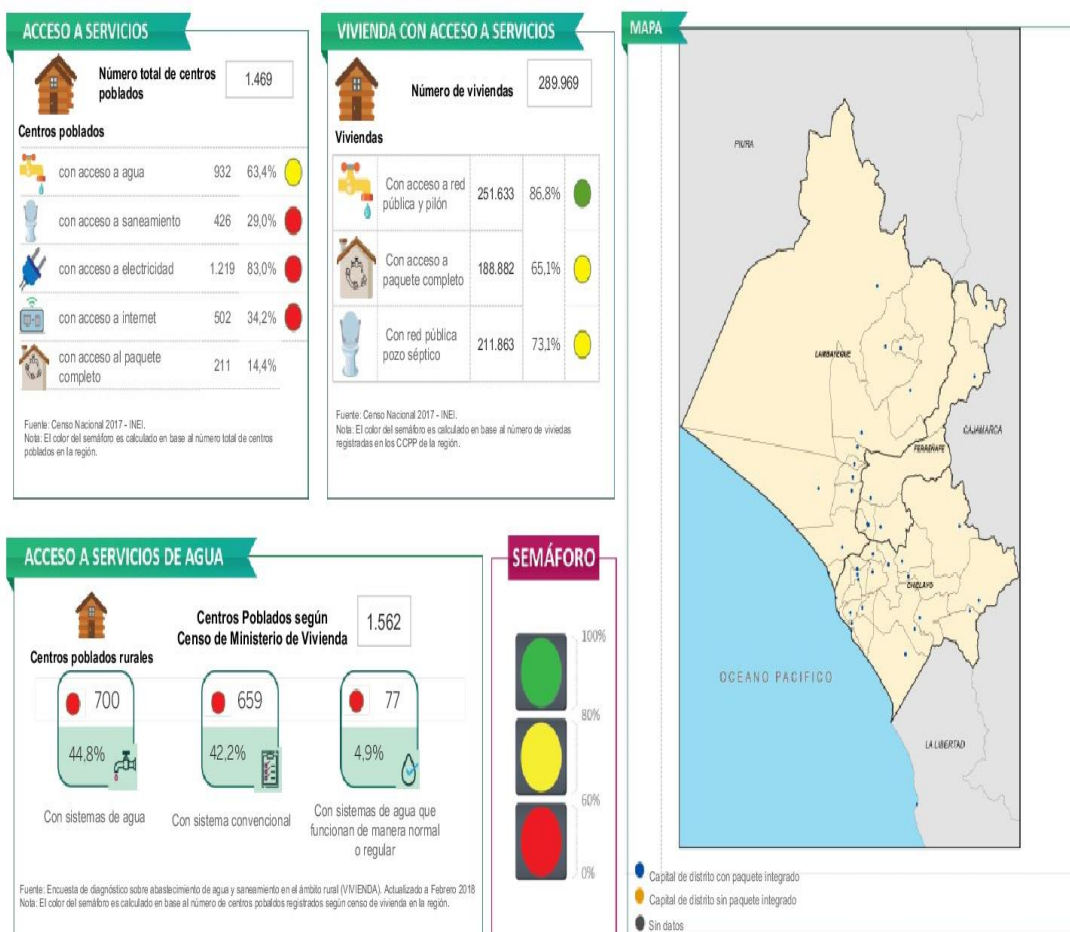 ACCESO A SERVICIOS
Número total de centros
poblados
1.469
Centros poblados
con acceso a agua 932 63,4%
con acceso a saneamiento 426 29,0%
con acceso a electricidad 1.219 83,0%
con acceso a internet 502 34,2%
con acceso al paquete
completo 211 14,4%
Fuente: Censo Nacional 2017 - INEI.
Nota: El color del semáforo es calculado en base al número total de centros
poblados en la región.
VIVIENDA CON ACCESO A SERVICIOS
Número de viviendas 289.969
Viviendas
Con acceso a red
pública y pilón 251.633 86,8%
Con acceso a
paquete completo 188.882 65,1%
Con red pública
pozo séptico 211.863 73,1%
Fuente: Censo Nacional 2017 - INEI.
Nota: El color del semáforo es calculado en base al número de viviedas
registradas en los CCPP de la región.
MAPA
PIURA
LAMBAYEQUE
CAJAMARCA
FERREÑAFE
CHICLAYO
OCEANO PACIFICO
LA LIBERTAD
Capital de distrito con paquete integrado
Capital de distrito sin paquete integrado
Sin datos
ACCESO A SERVICIOS DE AGUA
Centros Poblados según
Censo de Ministerio de Vivienda
1.562
Centros poblados rurales
700
44,8%
Con sistemas de agua
659
42,2%
Con sistema convencional
77
4,9%
Con sistemas de agua que
funcionan de manera normal
o regular
Fuente: Encuesta de diagnóstico sobre abastecimiento de agua y saneamiento en el ámbito rural (VIVIENDA). Actualizado a Febrero 2018
Nota: El color del semáforo es calculado en base al número de centros pobaldos registrados según censo de vivienda en la región.
SEMÁFORO
100%
80%
60%
0%